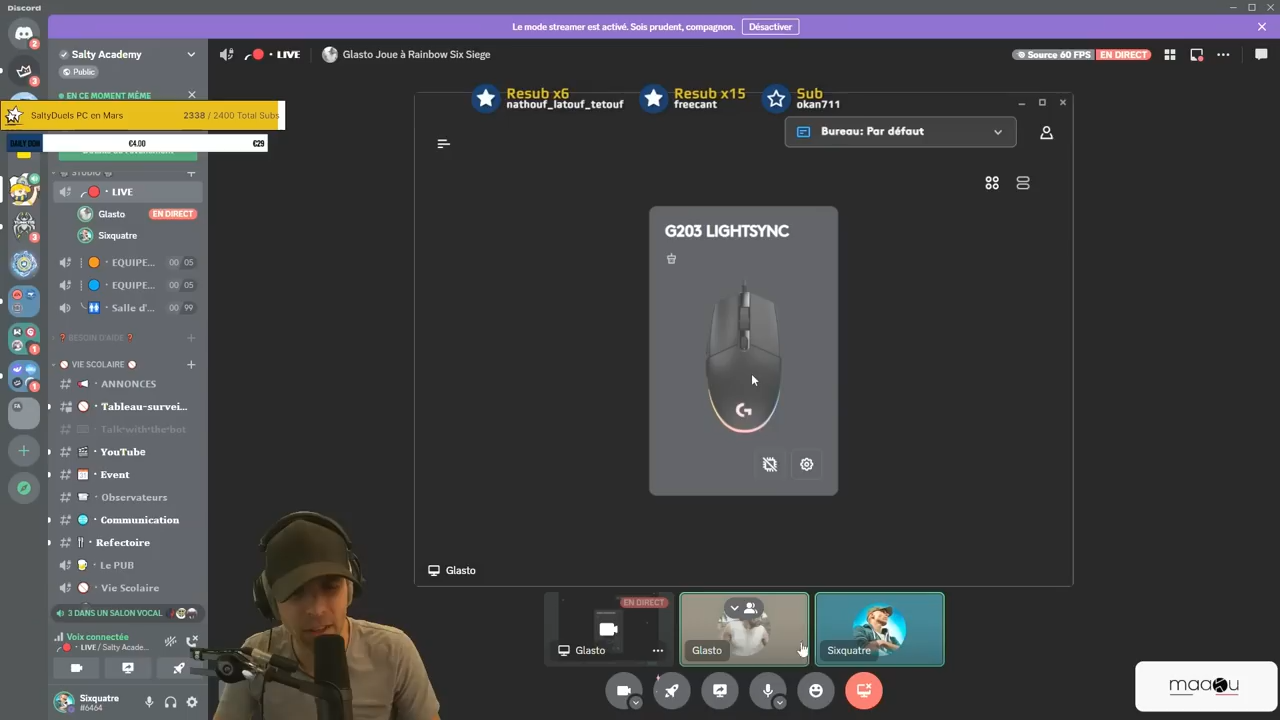 Discord
Le mode streamer est activé. Sois prudent, compagnon.
Désactiver
Salty Academy
Public
EN CE MOMENT MÊME
SaltyDuels PC en Mars
2338 / 2400 Total Subs
DAILY DON
€4.00
€29
STUDIO
LIVE
Glasto
EN DIRECT
Sixquatre
EQUIPE...
00 05
EQUIPE...
00 05
Salle d'...
00 99
BESOIN D'AIDE
VIE SCOLAIRE
ANNONCES
Tableau-survei...
Talk-with-the-bot
YouTube
Event
Observateurs
Communication
Refectoire
Le PUB
Vie Scolaire
3 DANS UN SALON VOCAL
Voix connectée
LIVE / Salty Acade...
Sixquatre
#6464
LIVE
Glasto Joue à Rainbow Six Siege
Source 60 FPS
EN DIRECT
Resub x6
nathouf_latouf_tetouf
Resub x15
freecant
Sub
okan711
Bureau: Par défaut
G203 LIGHTSYNC
G
Glasto
EN DIRECT
Glasto
Glasto
Sixquatre
maaku